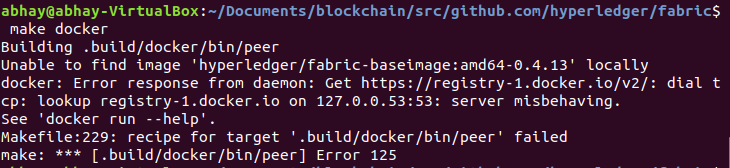 abhay@abhay-VirtualBox:~/Documents/blockchain/src/github.com/hyperledger/fabric$
make docker
Building .build/docker/bin/peer
Unable to find image 'hyperledger/fabric-baseimage:amd64-0.4.13' locally
docker: Error response from daemon: Get https://registry-1.docker.io/v2/: dial t
cp: lookup registry-1.docker.io on 127.0.0.53:53: server misbehaving.
See 'docker run --help'.
Makefile:229: recipe for target '.build/docker/bin/peer' failed
make: *** [.build/docker/bin/peer] Error 125